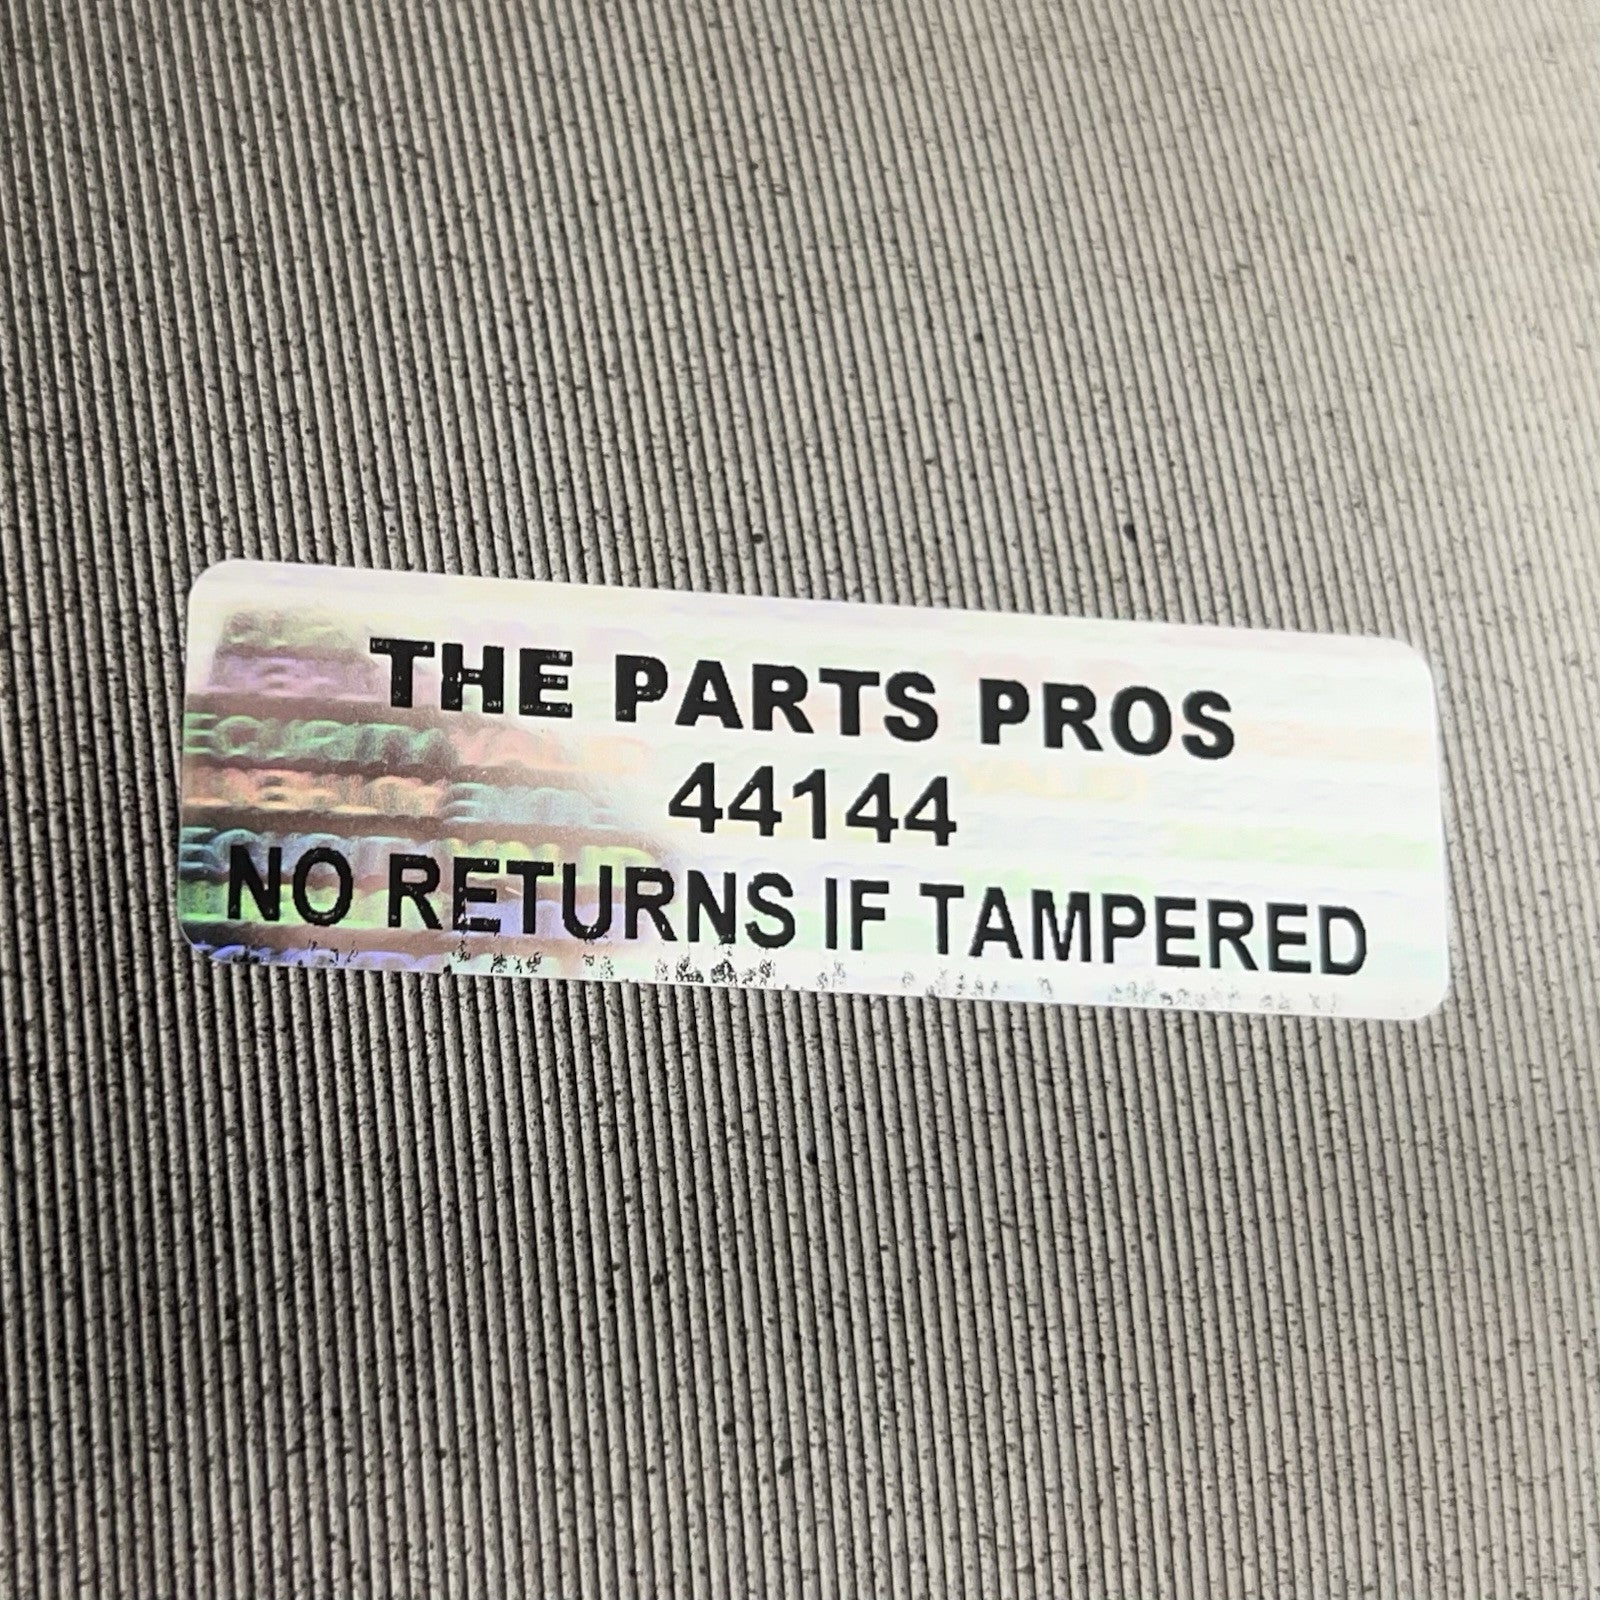 THE PARTS PROS
44144
NO RETURNS IF TAMPERED